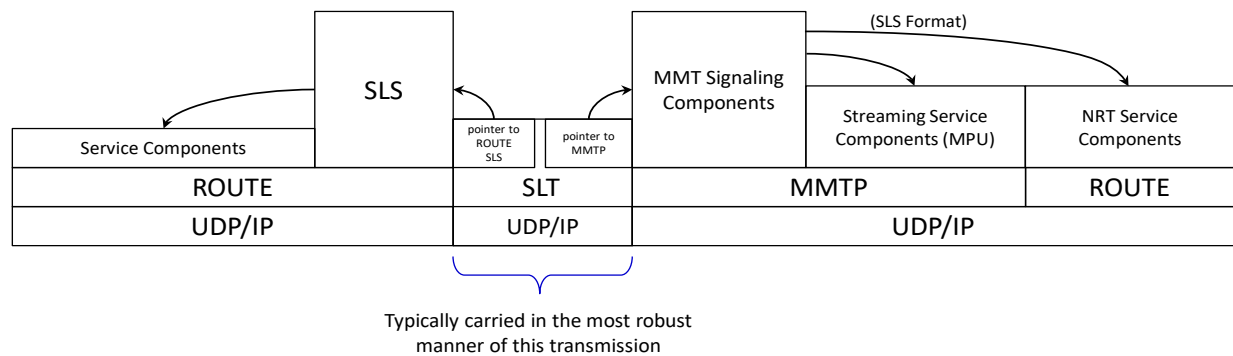 (SLS Format)
SLS
MMT Signaling
Components
Service Components
pointer to
ROUTE
SLS
pointer to
MMTP
Streaming Service
Components (MPU)
NRT Service
Components
ROUTE
SLT
MMTP
ROUTE
UDP/IP
UDP/IP
UDP/IP
Typically carried in the most robust
manner of this transmission